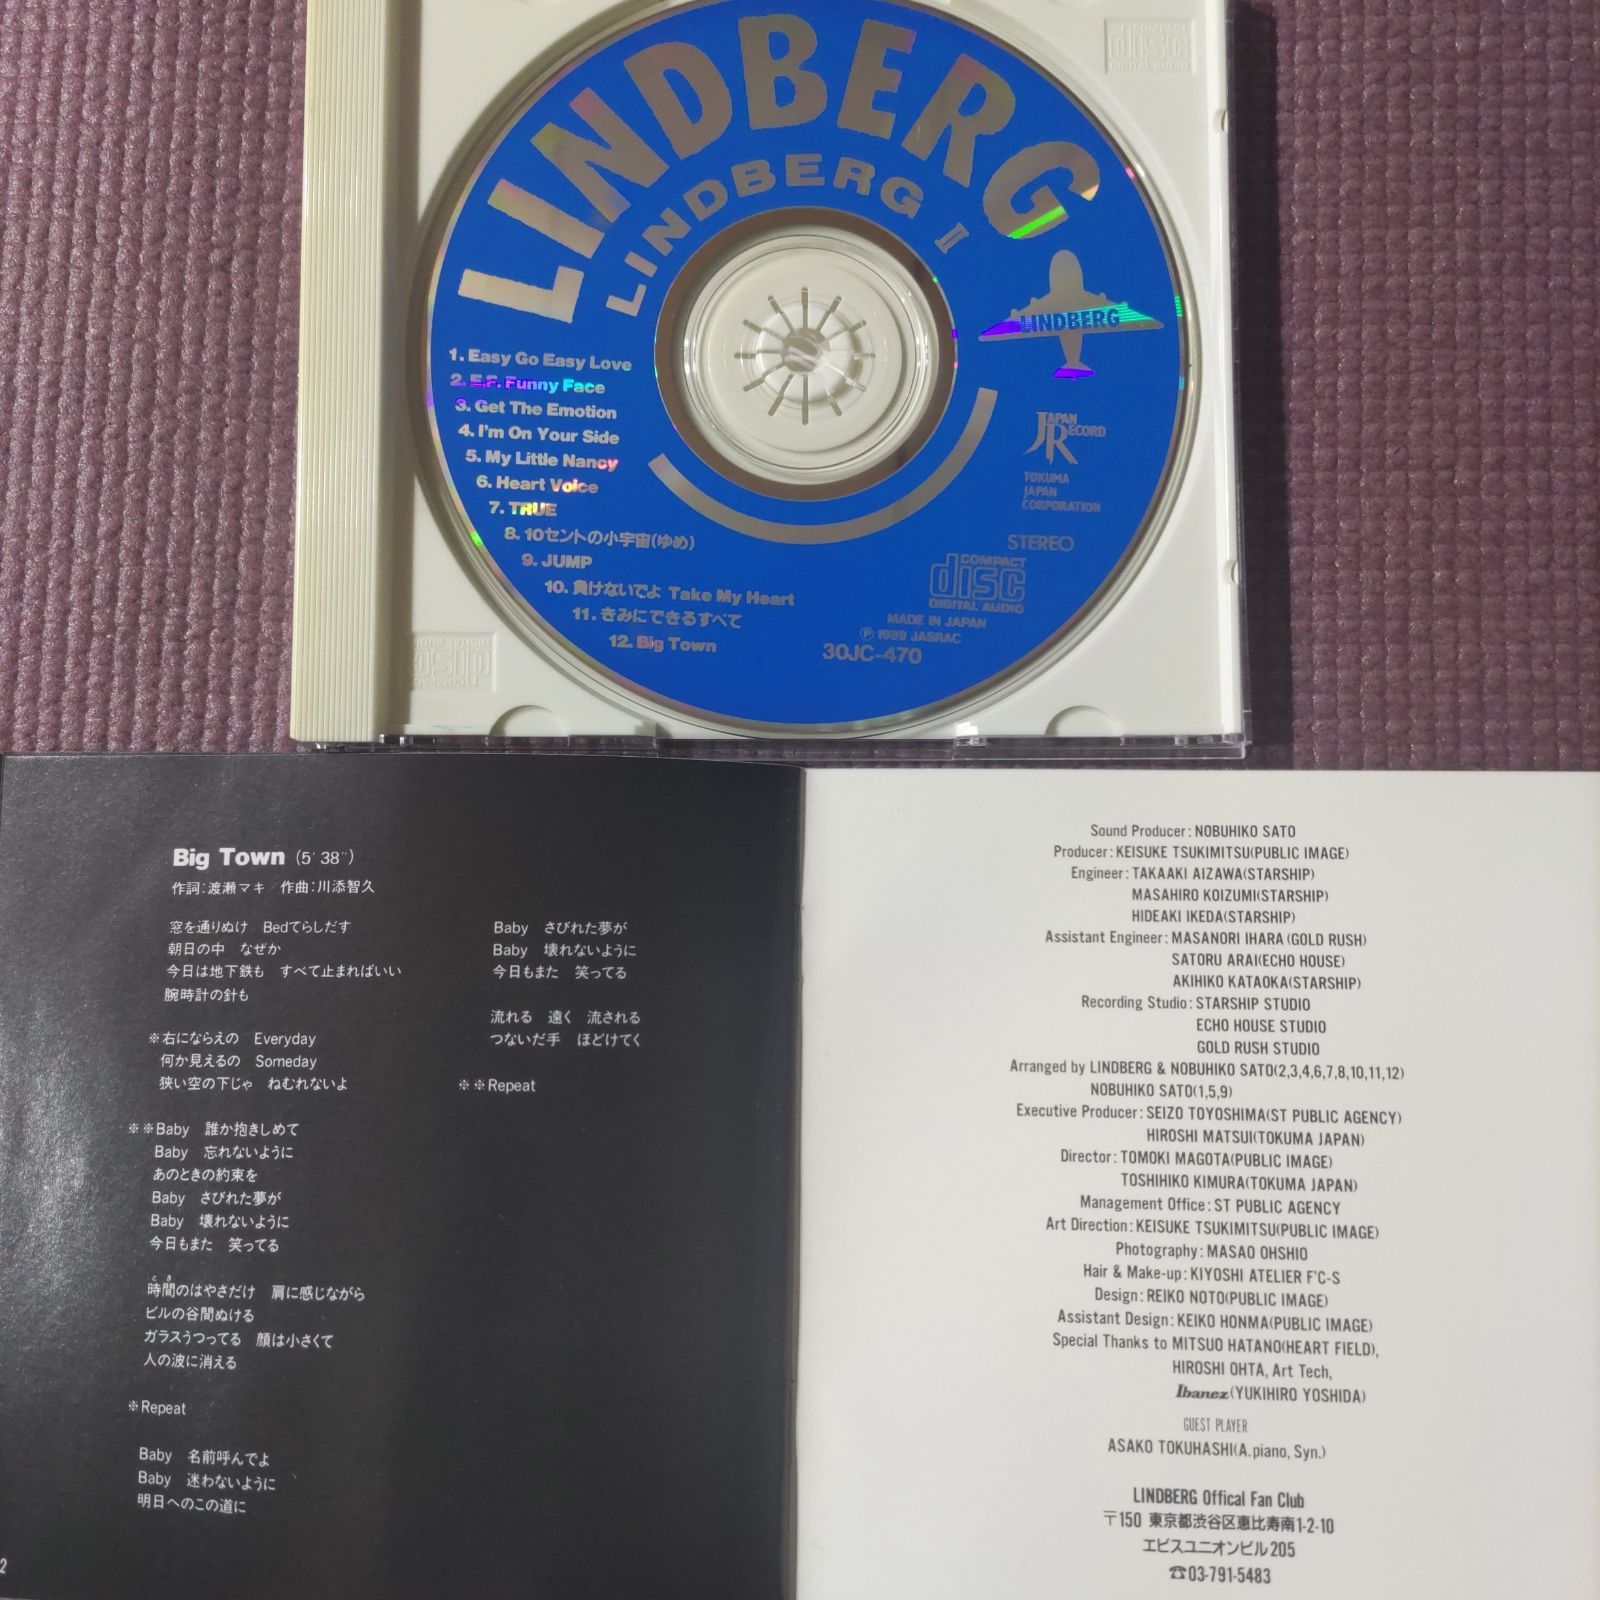 LINDBERG
LINDBERG II
LINDBERG
1. Easy Go Easy Love
2. E.F. Funny Face
3. Get The Emotion
4. I'm On Your Side
5. My Little Nancy
6. Heart Voice
7. TRUE
8. 10セントの小宇宙(ゆめ)
9. JUMP
10. 負けないでよ Take My Heart
11. きみにできるすべて
12. Big Town
JAPAN
RECORD
TOKUMA
JAPAN
CORPORATION
STEREO
COMPACT
disc
DIGITAL AUDIO
MADE IN JAPAN
Ⓟ1989 JASRAC
30JC-470
COMPACT
disc
DIGITAL AUDIO
COMPACT
disc
DIGITAL AUDIO
Big Town (5′38″)
作詞:渡瀬マキ/作曲:川添智久
窓を通りぬけ Bedてらしだす
朝日の中 なぜか
今日は地下鉄も すべて止まればいい
腕時計の針も
※右にならえの Everyday
何か見えるの Someday
狭い空の下じゃ ねむれないよ
※※Baby 誰か抱きしめて
Baby 忘れないように
あのときの約束を
Baby さびれた夢が
Baby 壊れないように
今日もまた 笑ってる
とき
時間のはやさだけ 肩に感じながら
ビルの谷間ぬける
ガラスうつってる 顔は小さくて
人の波に消える
※Repeat
Baby 名前呼んでよ
Baby 迷わないように
明日へのこの道に
Baby さびれた夢が
Baby 壊れないように
今日もまた 笑ってる
流れる 遠く 流される
つないだ手 ほどけてく
※※Repeat
2
Sound Producer: NOBUHIKO SATO
Producer: KEISUKE TSUKIMITSU(PUBLIC IMAGE)
Engineer: TAKAAKI AIZAWA(STARSHIP)
MASAHIRO KOIZUMI(STARSHIP)
HIDEAKI IKEDA(STARSHIP)
Assistant Engineer: MASANORI IHARA (GOLD RUSH)
SATORU ARAI(ECHO HOUSE)
AKIHIKO KATAOKA(STARSHIP)
Recording Studio: STARSHIP STUDIO
ECHO HOUSE STUDIO
GOLD RUSH STUDIO
Arranged by LINDBERG & NOBUHIKO SATO(2,3,4,6,7,8,10,11,12)
NOBUHIKO SATO(1,5,9)
Executive Producer: SEIZO TOYOSHIMA(ST PUBLIC AGENCY)
HIROSHI MATSUI(TOKUMA JAPAN)
Director: TOMOKI MAGOTA(PUBLIC IMAGE)
TOSHIHIKO KIMURA(TOKUMA JAPAN)
Management Office: ST PUBLIC AGENCY
Art Direction: KEISUKE TSUKIMITSU(PUBLIC IMAGE)
Photography: MASAO OHSHIO
Hair & Make-up: KIYOSHI ATELIER F'C-S
Design: REIKO NOTO(PUBLIC IMAGE)
Assistant Design: KEIKO HONMA(PUBLIC IMAGE)
Special Thanks to MITSUO HATANO(HEART FIELD),
HIROSHI OHTA, Art Tech,
Ibanez(YUKIHIRO YOSHIDA)
GUEST PLAYER
ASAKO TOKUHASHI(A.piano, Syn.)
LINDBERG Offical Fan Club
〒150 東京都渋谷区恵比寿南1-2-10
エビスユニオンビル205
☎03-791-5483